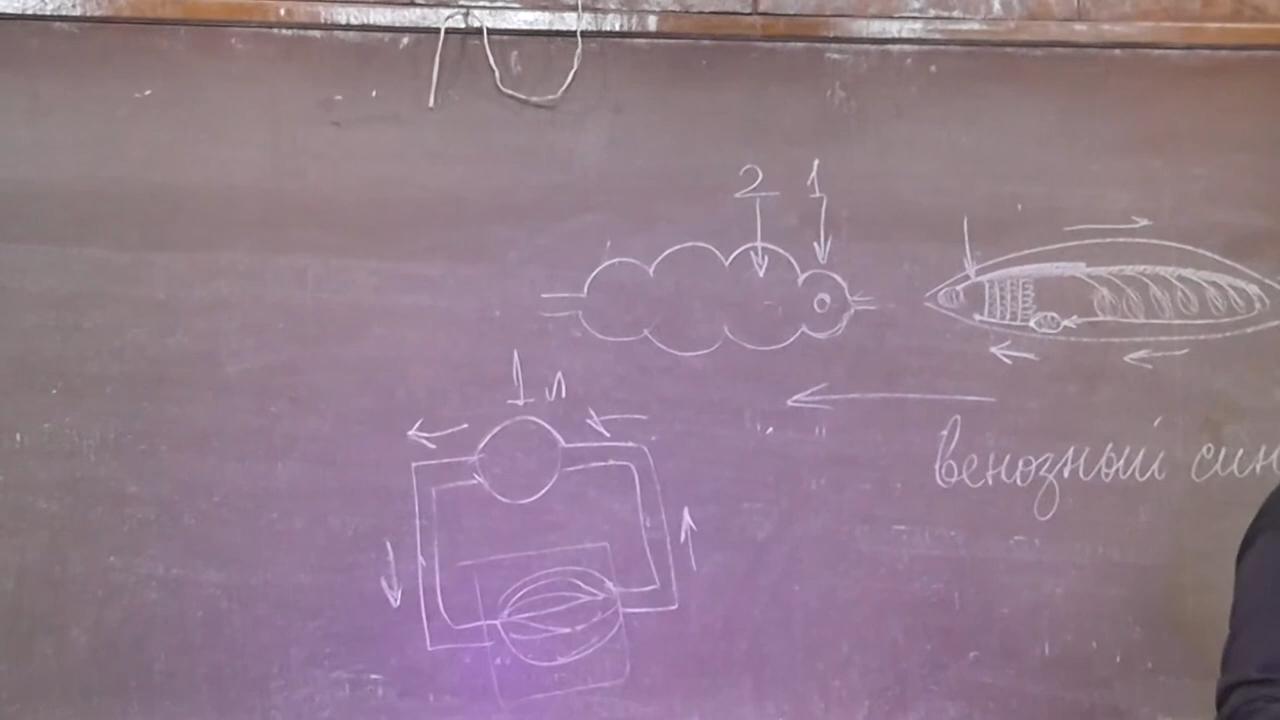 2 1
1 л
венозный син